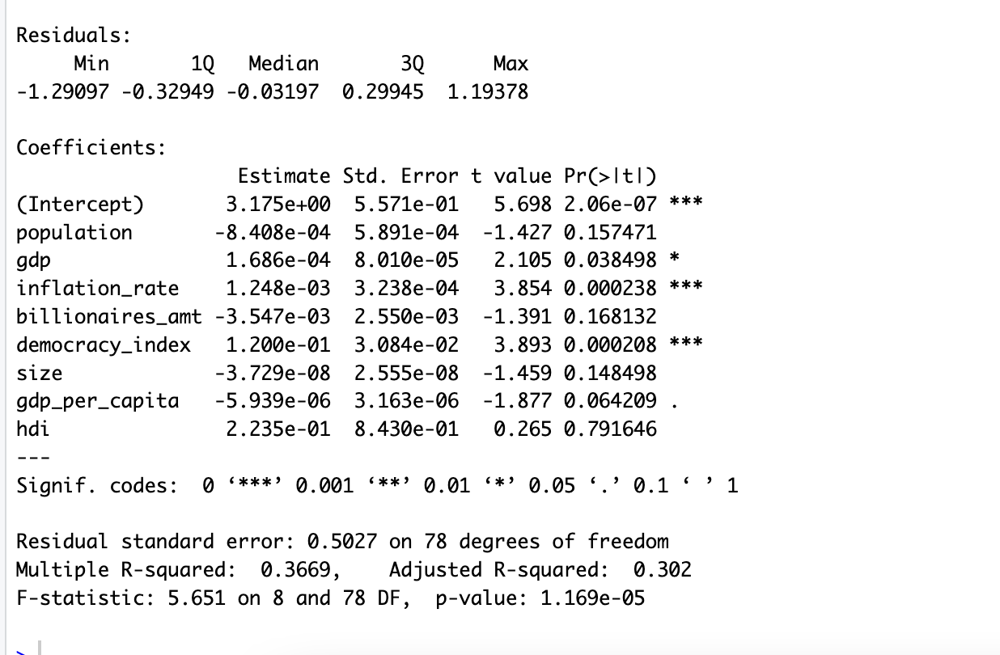 Residuals:
     Min       1Q   Median       3Q      Max
-1.29097 -0.32949 -0.03197  0.29945  1.19378

Coefficients:
                  Estimate Std. Error t value Pr(>|t|)
(Intercept)       3.175e+00  5.571e-01   5.698 2.06e-07 ***
population       -8.408e-04  5.891e-04  -1.427 0.157471
gdp               1.686e-04  8.010e-05   2.105 0.038498 *
inflation_rate    1.248e-03  3.238e-04   3.854 0.000238 ***
billionaires_amt -3.547e-03  2.550e-03  -1.391 0.168132
democracy_index   1.200e-01  3.084e-02   3.893 0.000208 ***
size             -3.729e-08  2.555e-08  -1.459 0.148498
gdp_per_capita   -5.939e-06  3.163e-06  -1.877 0.064209 .
hdi               2.235e-01  8.430e-01   0.265 0.791646
---
Signif. codes:  0 ‘***’ 0.001 ‘**’ 0.01 ‘*’ 0.05 ‘.’ 0.1 ‘ ’ 1

Residual standard error: 0.5027 on 78 degrees of freedom
Multiple R-squared:  0.3669,    Adjusted R-squared:  0.302
F-statistic: 5.651 on 8 and 78 DF,  p-value: 1.169e-05

>